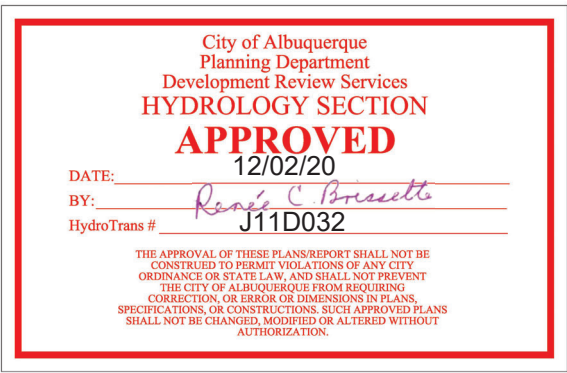 City of Albuquerque
Planning Department
Development Review Services
HYDROLOGY SECTION
APPROVED
DATE: 12/02/20
BY: Renée C. Brissette
HydroTrans # J11D032
THE APPROVAL OF THESE PLANS/REPORT SHALL NOT BE
CONSTRUED TO PERMIT VIOLATIONS OF ANY CITY
ORDINANCE OR STATE LAW, AND SHALL NOT PREVENT
THE CITY OF ALBUQUERQUE FROM REQUIRING
CORRECTION, OR ERROR OR DIMENSIONS IN PLANS,
SPECIFICATIONS, OR CONSTRUCTIONS. SUCH APPROVED PLANS
SHALL NOT BE CHANGED, MODIFIED OR ALTERED WITHOUT
AUTHORIZATION.